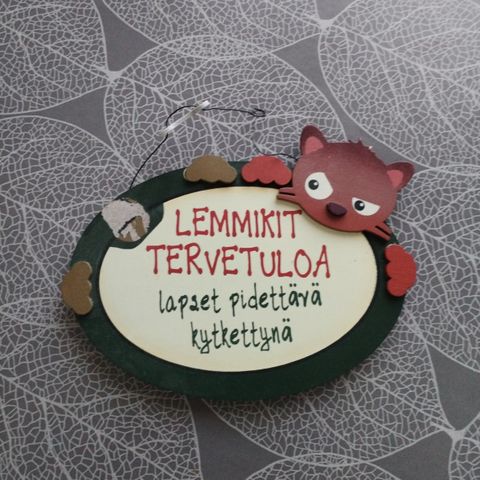 LEMMIKIT
TERVETULOA
lapset pidettävä
kytkettynä